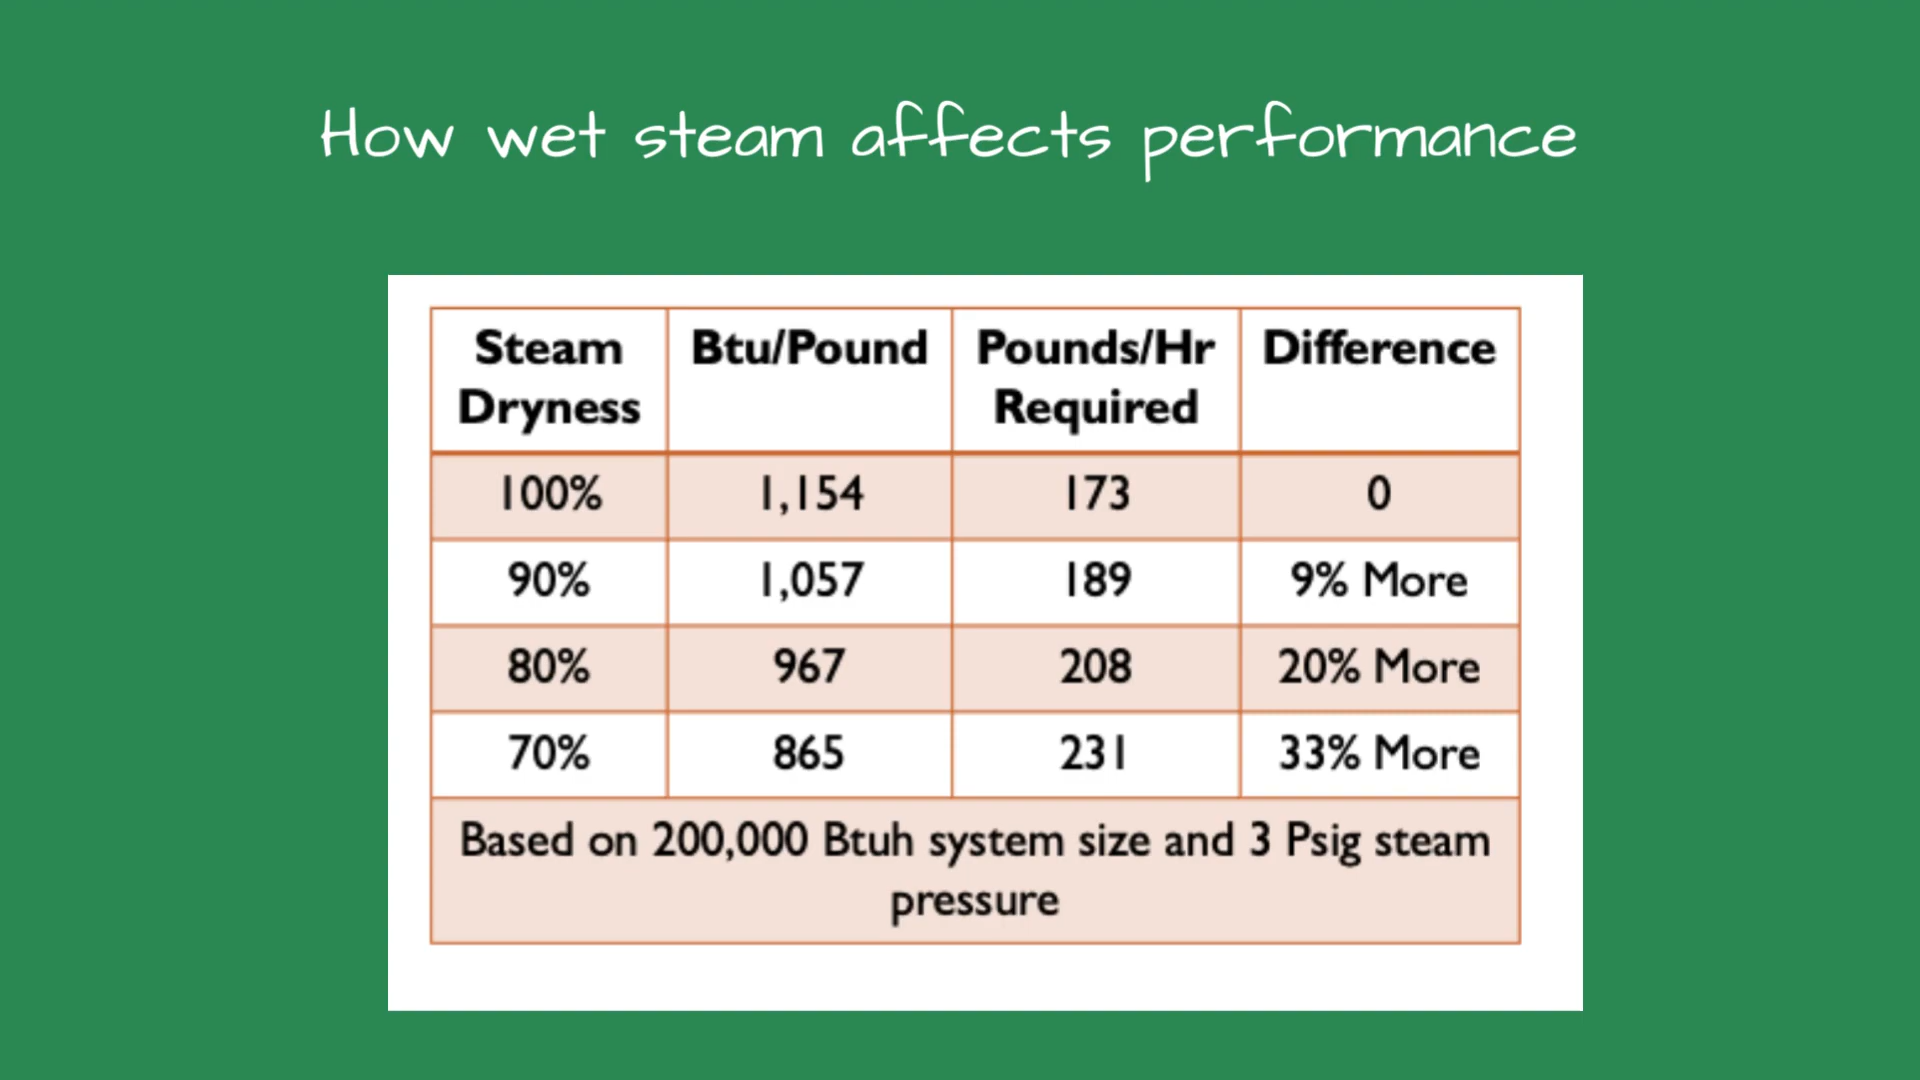 How wet steam affects performance
Steam Dryness Btu/Pound Pounds/Hr Required Difference
100% 1,154 173 0
90% 1,057 189 9% More
80% 967 208 20% More
70% 865 231 33% More
Based on 200,000 Btuh system size and 3 Psig steam
pressure